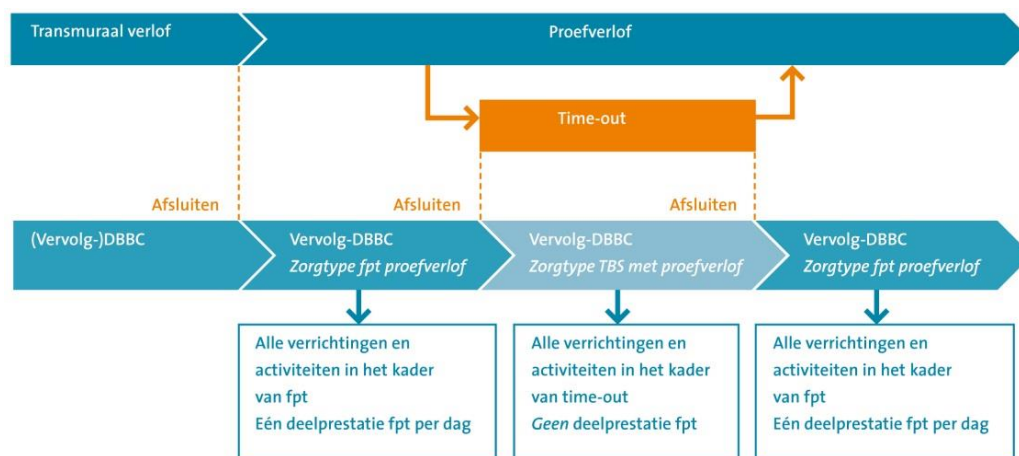 Transmuraal verlof
Proefverlof
Time-out
Afsluiten
Afsluiten
Afsluiten
(Vervolg-)DBBC
Vervolg-DBBC
Zorgtype fpt proefverlof
Vervolg-DBBC
Zorgtype TBS met proefverlof
Vervolg-DBBC
Zorgtype fpt proefverlof
Alle verrichtingen en
activiteiten in het kader
van fpt
Eén deelprestatie fpt per dag
Alle verrichtingen en
activiteiten in het kader
van time-out
Geen deelprestatie fpt
Alle verrichtingen en
activiteiten in het kader
van fpt
Eén deelprestatie fpt per dag